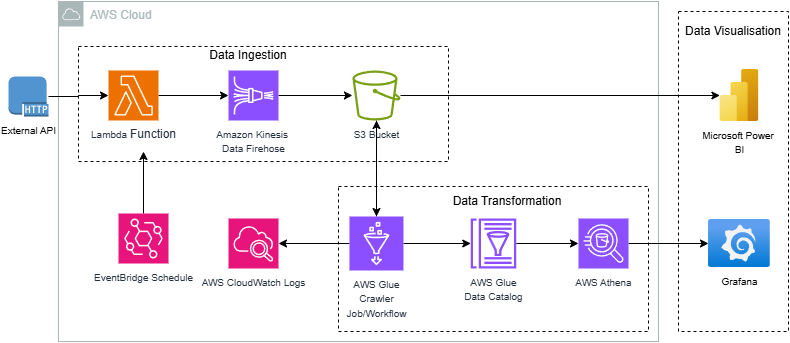 AWS Cloud
Data Visualisation
Data Ingestion
HTTP
External API
Lambda Function
Amazon Kinesis
Data Firehose
S3 Bucket
Microsoft Power
BI
Data Transformation
EventBridge Schedule
AWS CloudWatch Logs
AWS Glue
Crawler
Job/Workflow
AWS Glue
Data Catalog
AWS Athena
Grafana